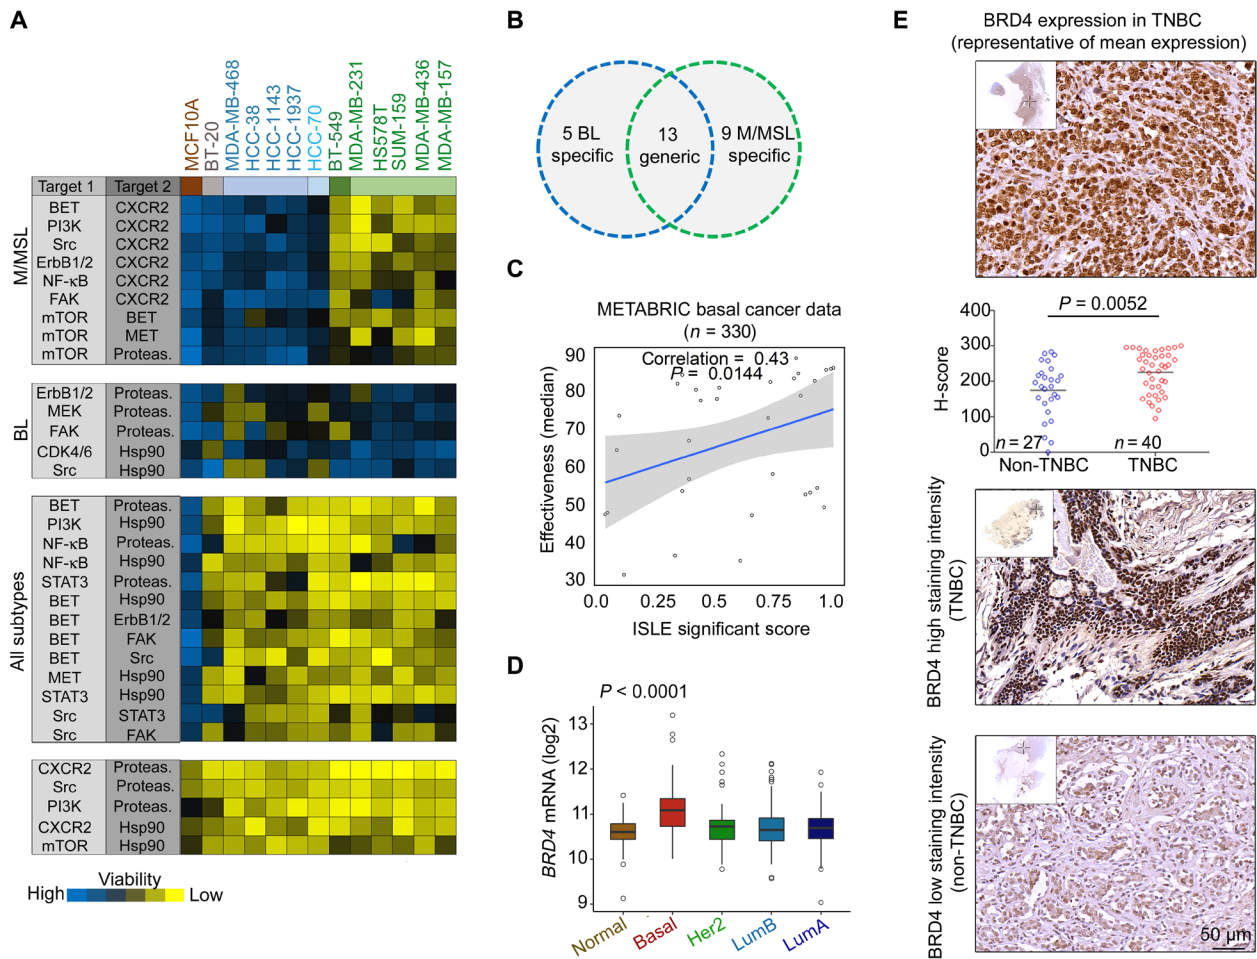 A
MCF10A
BT-20
MDA-MB-468
HCC-38
HCC-1143
HCC-1937
HCC-70
BT-549
MDA-MB-231
HS578T
SUM-159
MDA-MB-436
MDA-MB-157
Target 1 Target 2
M/MSL
BET CXCR2
PI3K CXCR2
Src CXCR2
ErbB1/2 CXCR2
NF-κB CXCR2
FAK CXCR2
mTOR BET
mTOR MET
mTOR Proteas.
BL
ErbB1/2 Proteas.
MEK Proteas.
FAK Proteas.
CDK4/6 Hsp90
Src Hsp90
All subtypes
BET Proteas.
PI3K Hsp90
NF-κB Proteas.
NF-κB Hsp90
STAT3 Proteas.
BET Hsp90
BET ErbB1/2
BET FAK
BET Src
MET Hsp90
STAT3 Hsp90
Src STAT3
Src FAK
CXCR2 Proteas.
Src Proteas.
PI3K Proteas.
CXCR2 Hsp90
mTOR Hsp90
Viability
High Low
B
5 BL
specific
13
generic
9 M/MSL
specific
C
METABRIC basal cancer data
(n = 330)
Correlation = 0.43
P = 0.0144
Effectiveness (median)
90
80
70
60
50
40
30
0.0 0.25 0.5 0.75 1.0
ISLE significant score
D
P < 0.0001
BRD4 mRNA (log2)
13
12
11
10
9
Normal Basal Her2 LumB LumA
E
BRD4 expression in TNBC
(representative of mean expression)
P = 0.0052
H-score
400
300
200
100
0
n = 27 n = 40
Non-TNBC TNBC
BRD4 high staining intensity
(TNBC)
BRD4 low staining intensity
(non-TNBC)
50 μm